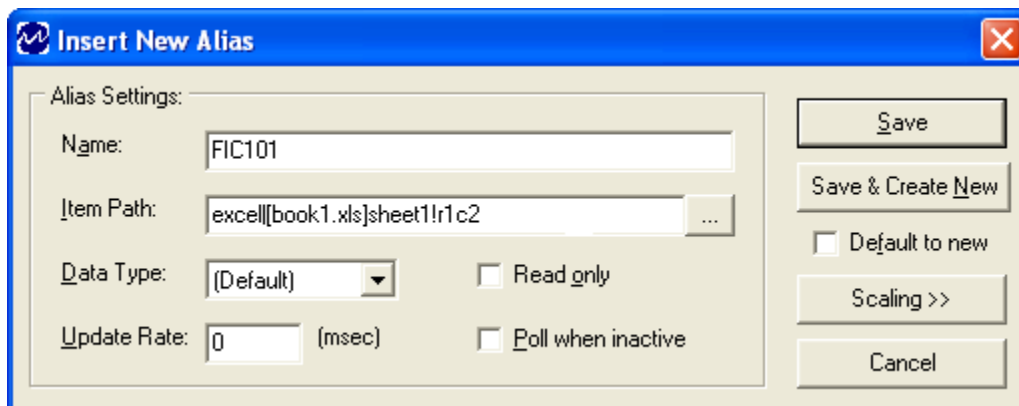 Insert New Alias
Alias Settings:
Name:
FIC101
Item Path:
excel|[book1.xls]sheet1!r1c2
...
Data Type:
(Default)
Read only
Update Rate:
0
(msec)
Poll when inactive
Save
Save & Create New
Default to new
Scaling >>
Cancel